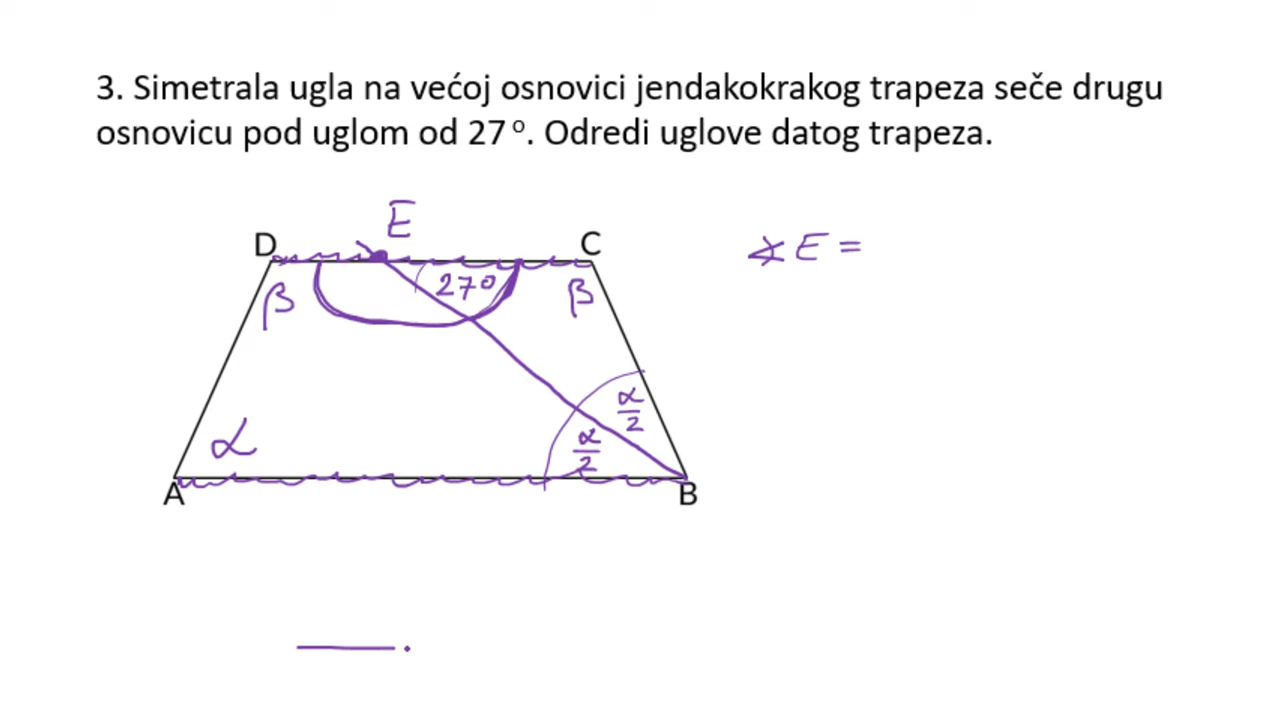 3. Simetrala ugla na većoj osnovici jendakokrakog trapeza seče drugu
osnovicu pod uglom od 27°. Odredi uglove datog trapeza.
E
D
C
∢E =
27°
β
β
α/2
α
α/2
A
B